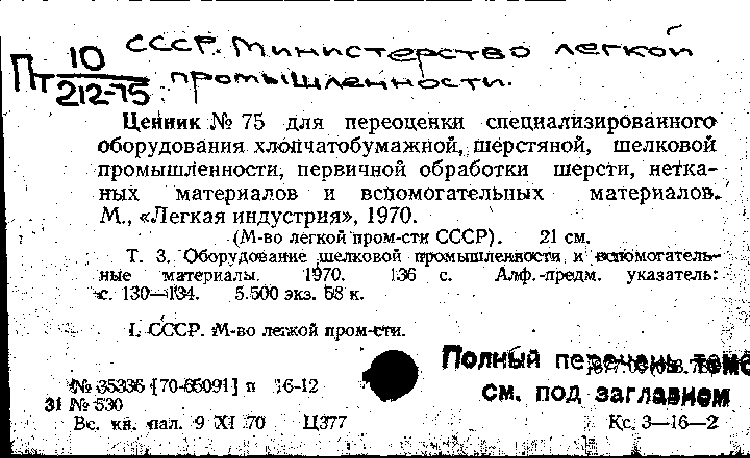 СССР. Министерство легкой
Пт 10/212-75 : промышленности.
Ценник № 75 для переоценки специализированного
оборудования хлопчатобумажной, шерстяной, шелковой
промышленности, первичной обработки шерсти, нетка-
ных материалов и вспомогательных материалов.
М., «Легкая индустрия», 1970.
(М-во легкой пром-сти СССР). 21 см.
Т. 3. Оборудование шелковой промышленности и вспомогатель-
ные материалы. 1970. 136 с. Алф.-предм. указатель:
с. 130—134. 5.500 экз. 58 к.
I. СССР. М-во легкой пром-сти.
Полный перечень
см. под заглавием
№ 35336 [70-65091] п 16-12
31 № 530
Вс. кн. пал. 9 XI 70 Ц377
Кс. 3—16—2